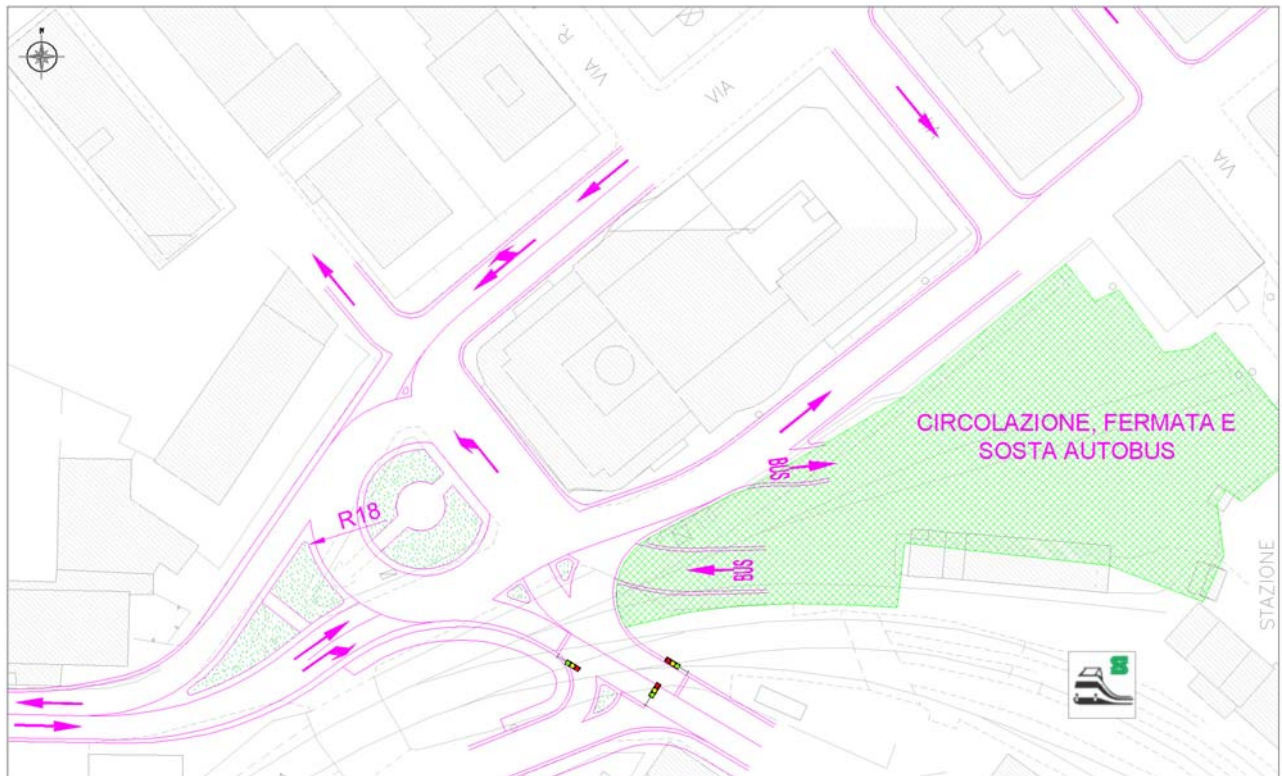 N
VIA R.
VIA
VIA
CIRCOLAZIONE, FERMATA E
SOSTA AUTOBUS
BUS
R18
BUS
STAZIONE